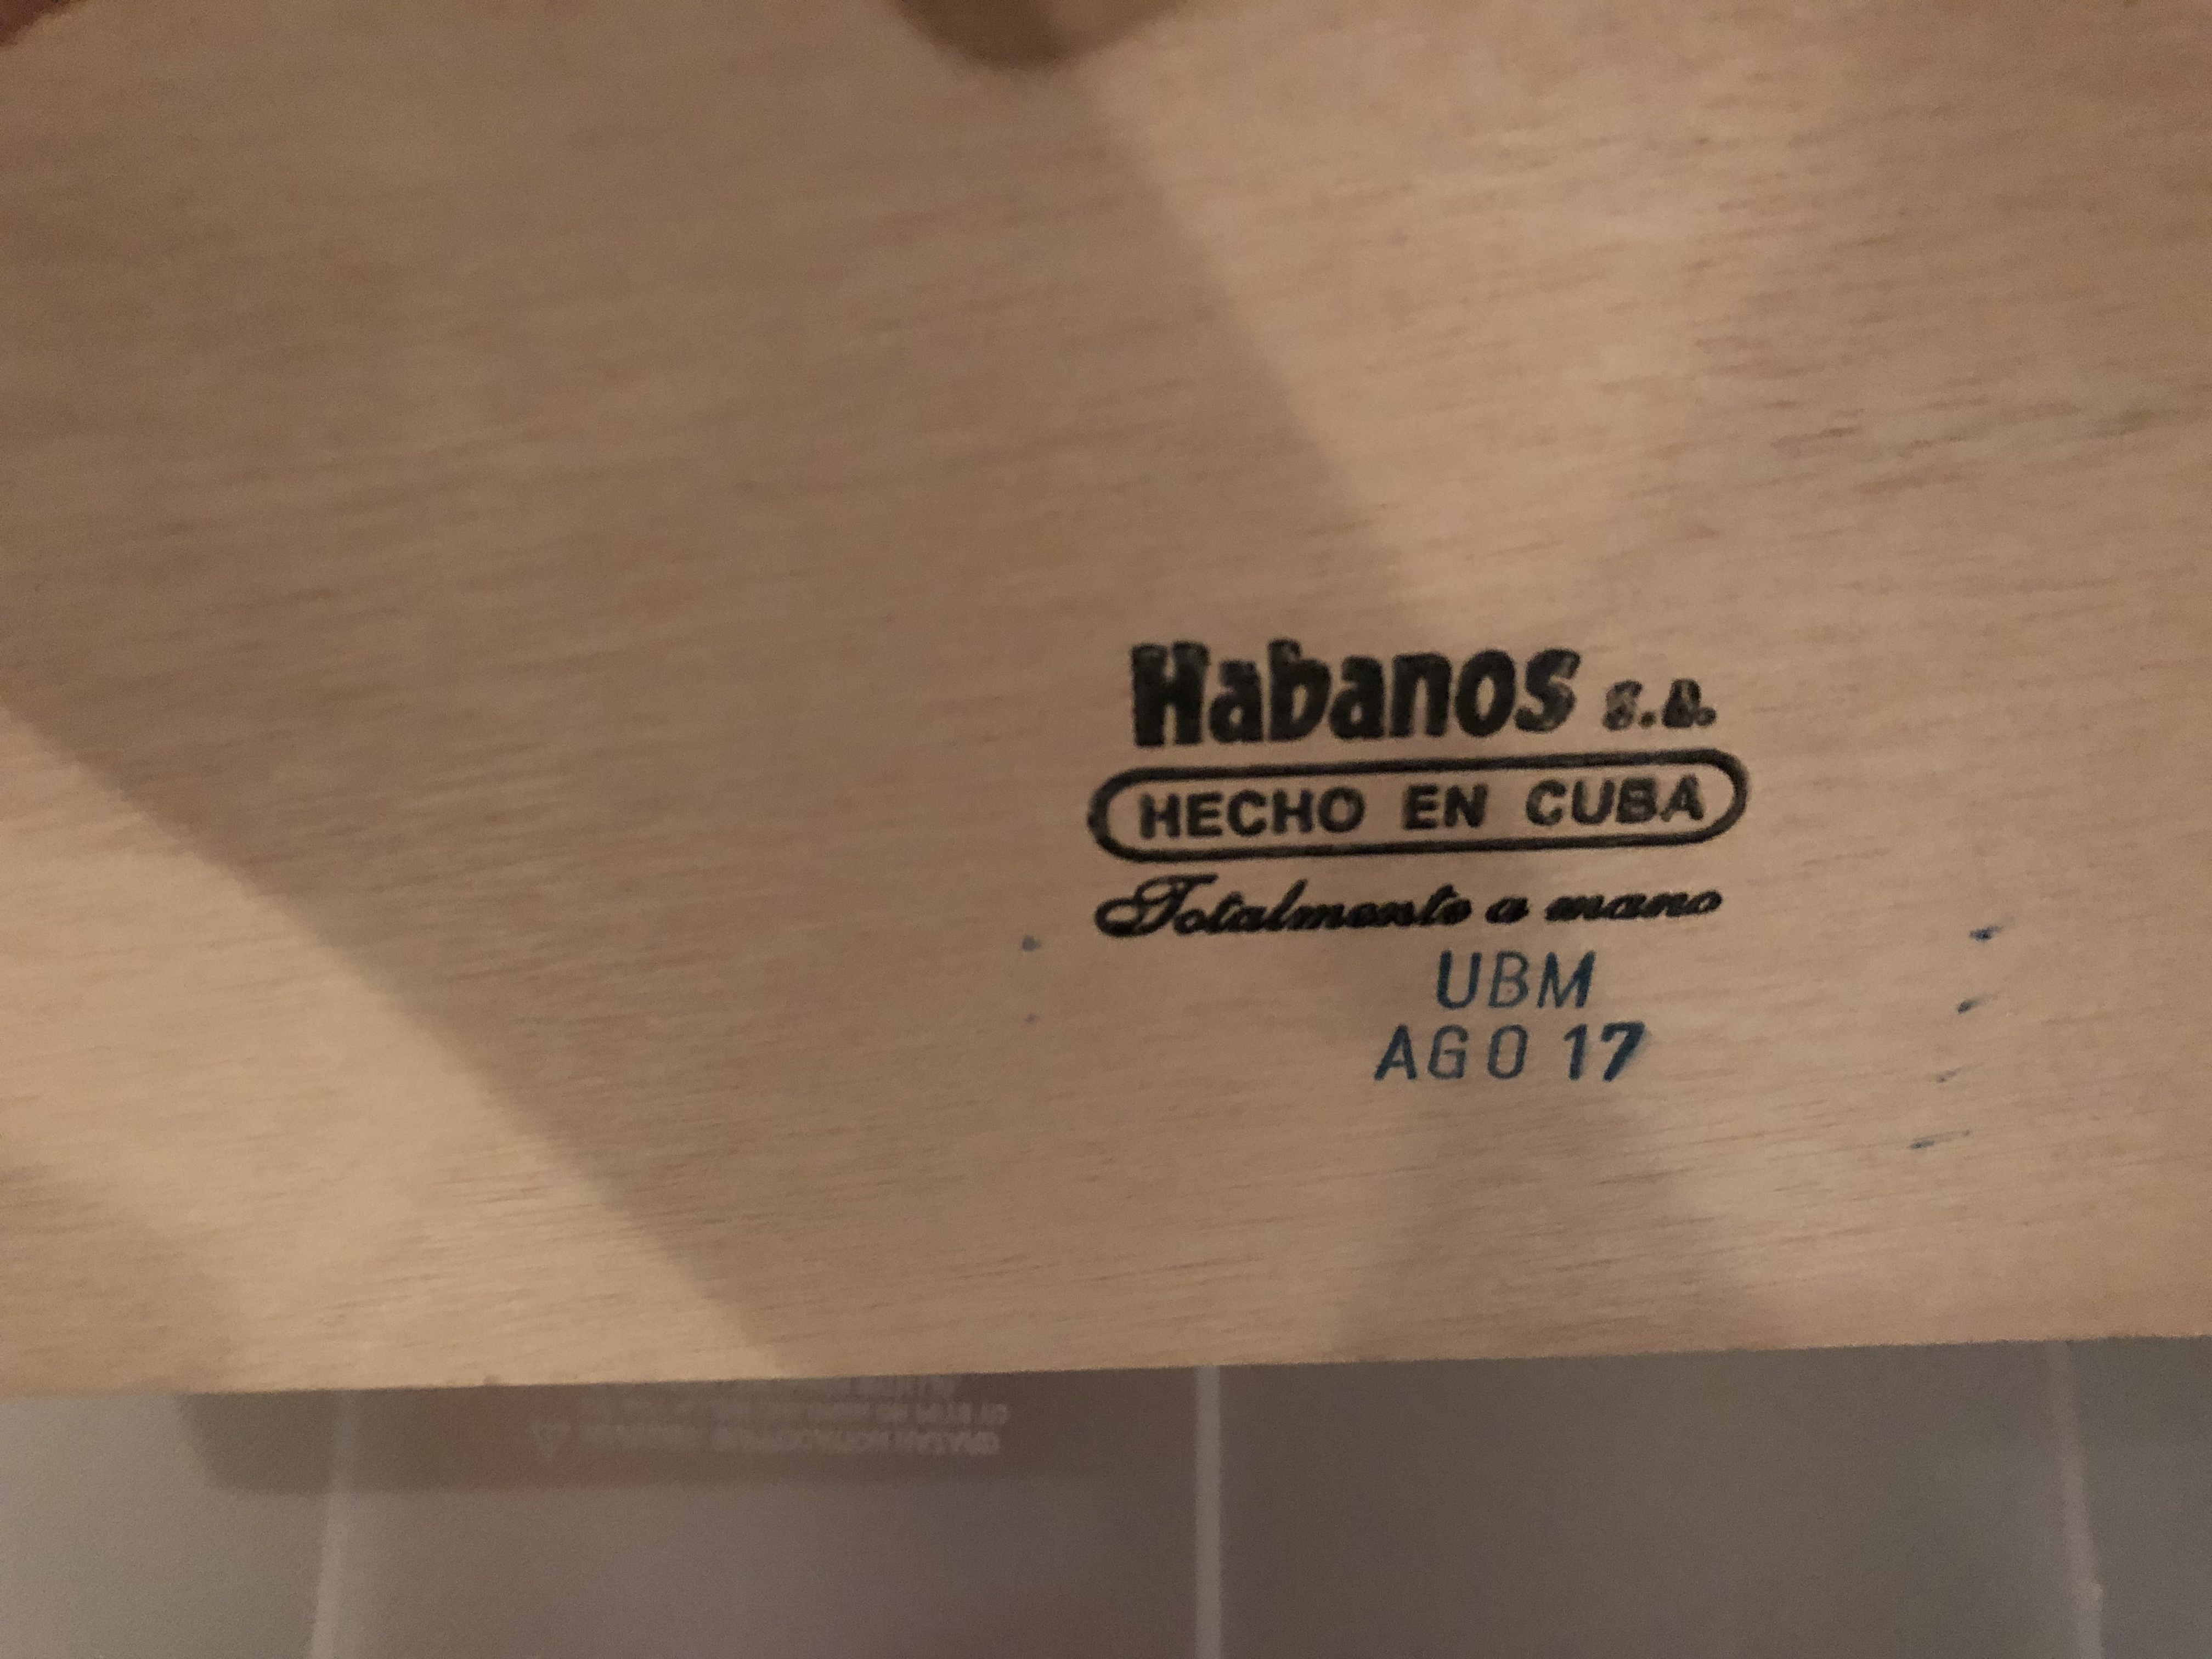 Habanos s.a.
HECHO EN CUBA
Totalmente a mano
UBM
AGO 17